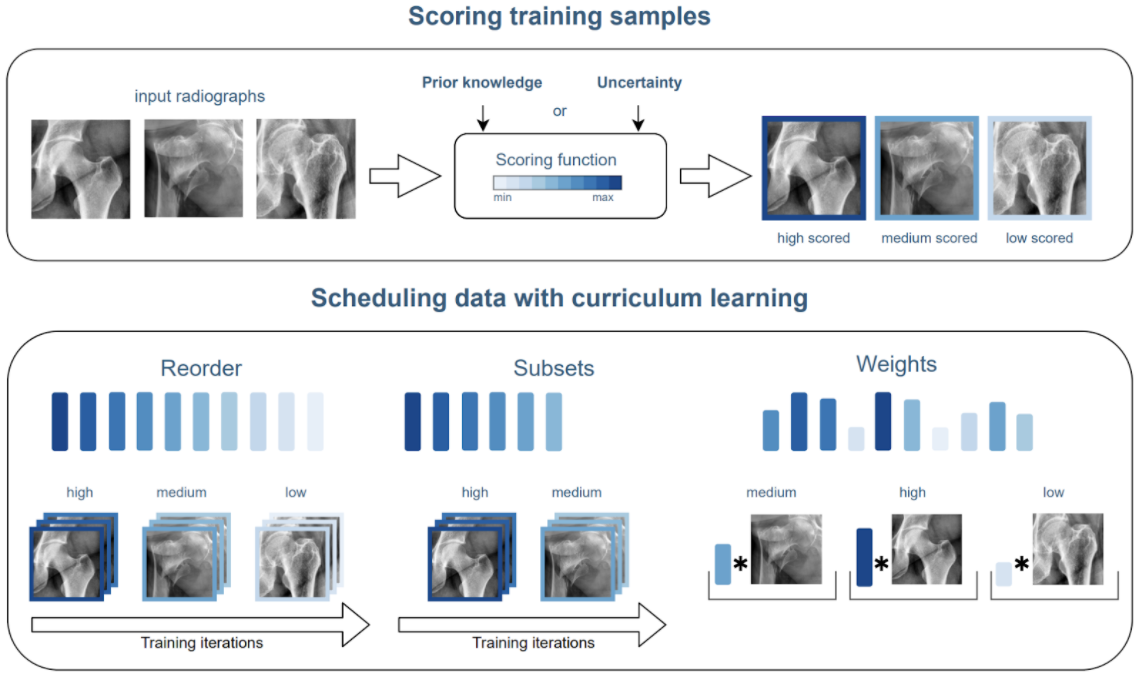 Scoring training samples
input radiographs
Prior knowledge
or
Uncertainty
Scoring function
min
max
high scored
medium scored
low scored
Scheduling data with curriculum learning
Reorder
Subsets
Weights
high
medium
low
high
medium
medium
high
low
*
*
*
Training iterations
Training iterations